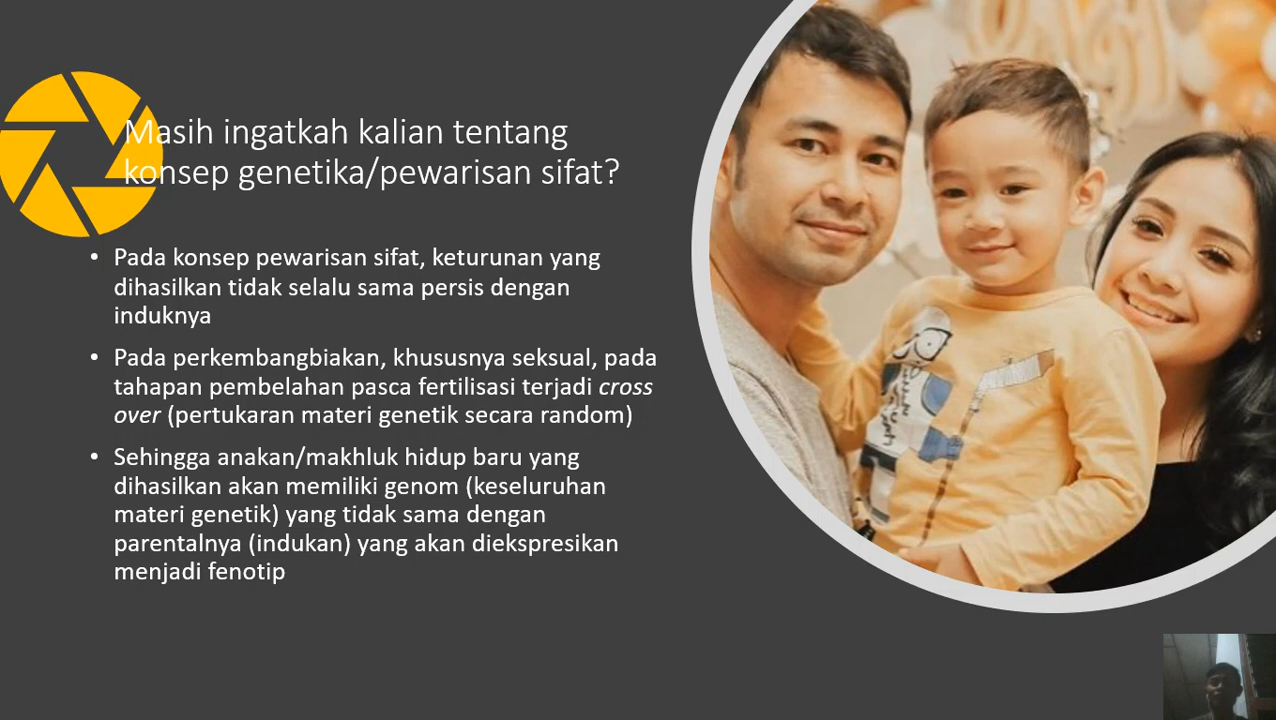 Masih ingatkah kalian tentang
konsep genetika/pewarisan sifat?
• Pada konsep pewarisan sifat, keturunan yang
dihasilkan tidak selalu sama persis dengan
induknya
• Pada perkembangbiakan, khususnya seksual, pada
tahapan pembelahan pasca fertilisasi terjadi cross
over (pertukaran materi genetik secara random)
• Sehingga anakan/makhluk hidup baru yang
dihasilkan akan memiliki genom (keseluruhan
materi genetik) yang tidak sama dengan
parentalnya (indukan) yang akan diekspresikan
menjadi fenotip